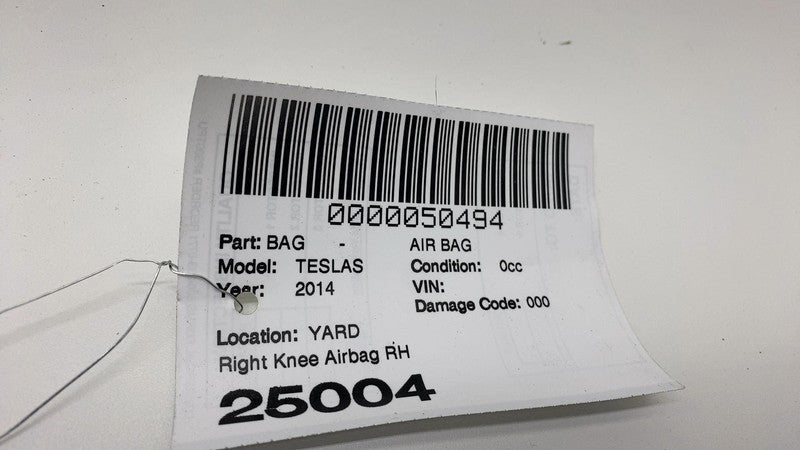 0000050494
Part: BAG - AIR BAG
Model: TESLAS Condition: 0cc
Year: 2014 VIN:
Damage Code: 000
Location: YARD
Right Knee Airbag RH
25004